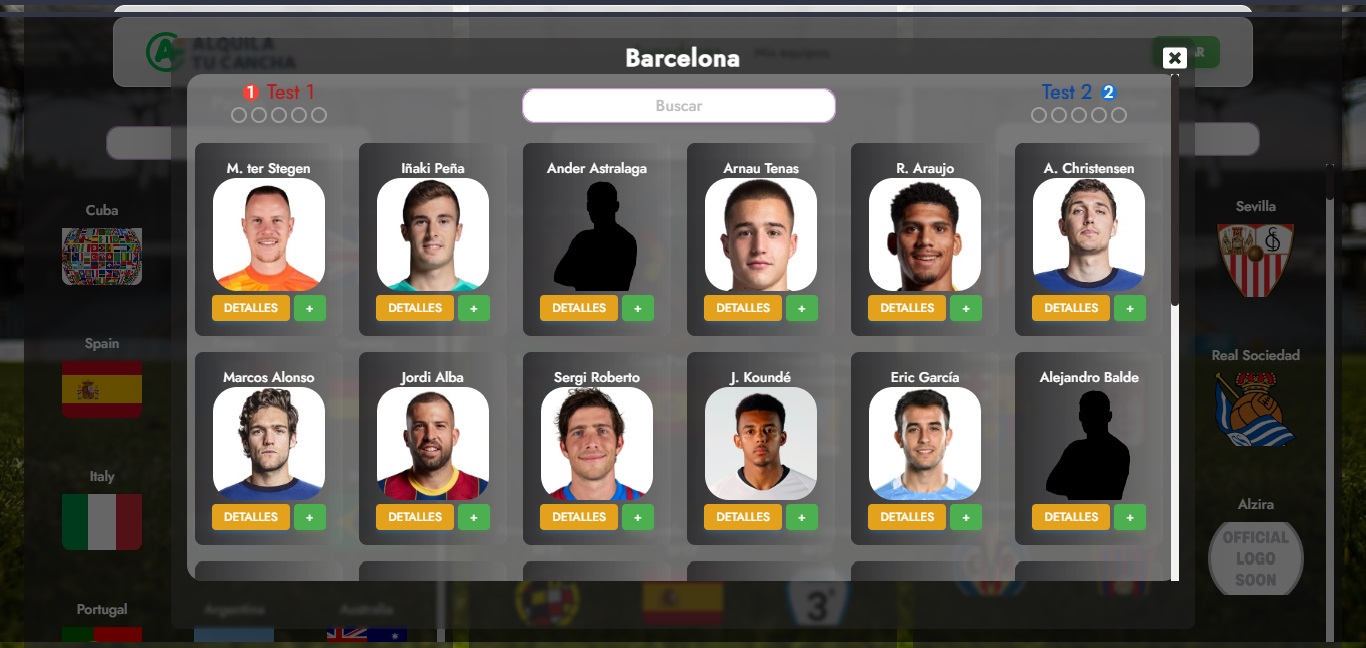 ALQUILA
TU CANCHA
Mis equipos
AR
Barcelona
1 Test 1
Buscar
Test 2 2
M. ter Stegen
Iñaki Peña
Ander Astralaga
Arnau Tenas
R. Araujo
A. Christensen
DETALLES +
DETALLES +
DETALLES +
DETALLES +
DETALLES +
DETALLES +
Marcos Alonso
Jordi Alba
Sergi Roberto
J. Koundé
Eric García
Alejandro Balde
DETALLES +
DETALLES +
DETALLES +
DETALLES +
DETALLES +
DETALLES +
Cuba
Spain
Italy
Portugal
Argentina
Australia
3ª
Sevilla
Real Sociedad
Alzira
OFFICIAL
LOGO
SOON